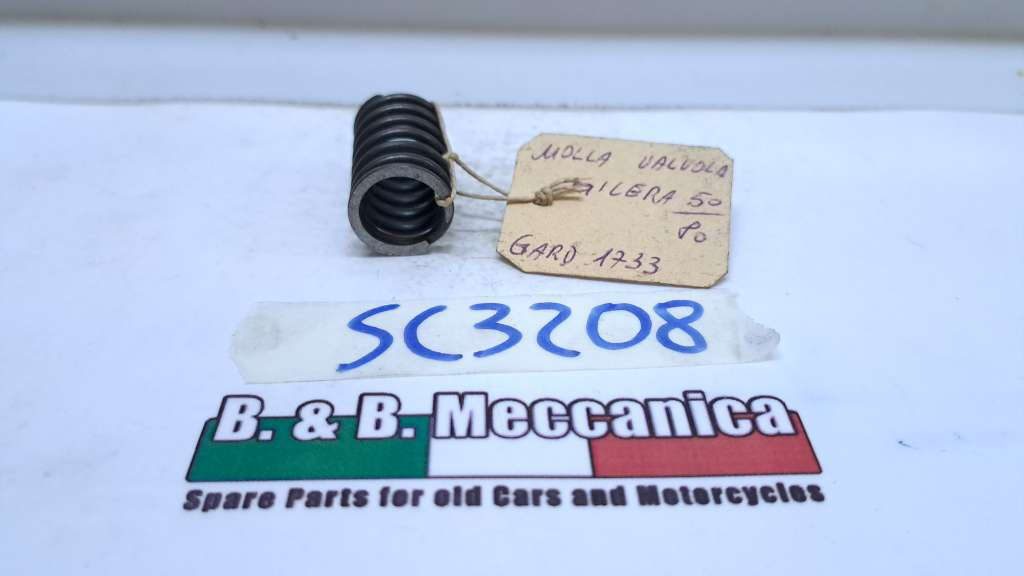 MOLLA VALVOLA
GILERA 50
80
GARD 1733
SC3208
B. & B. Meccanica
Spare Parts for old Cars and Motorcycles